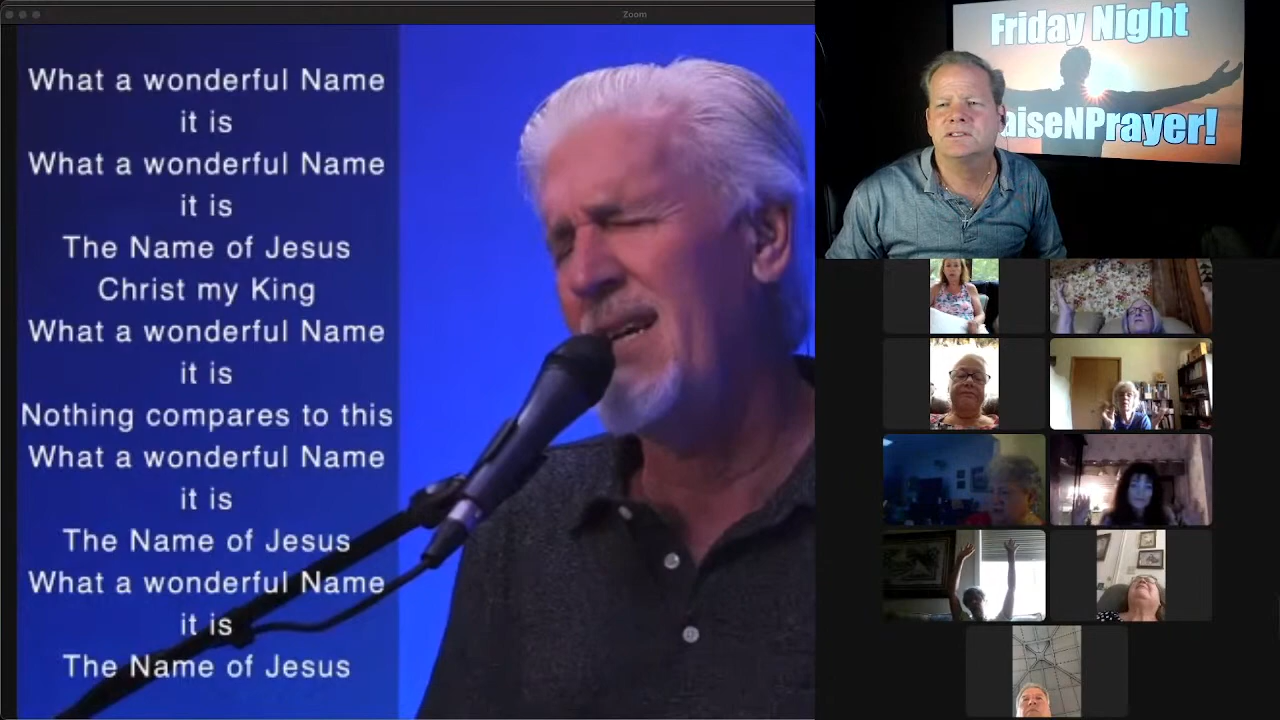 Zoom
What a wonderful Name
it is
What a wonderful Name
it is
The Name of Jesus
Christ my King
What a wonderful Name
it is
Nothing compares to this
What a wonderful Name
it is
The Name of Jesus
What a wonderful Name
it is
The Name of Jesus
Friday Night
aiseNPrayer!